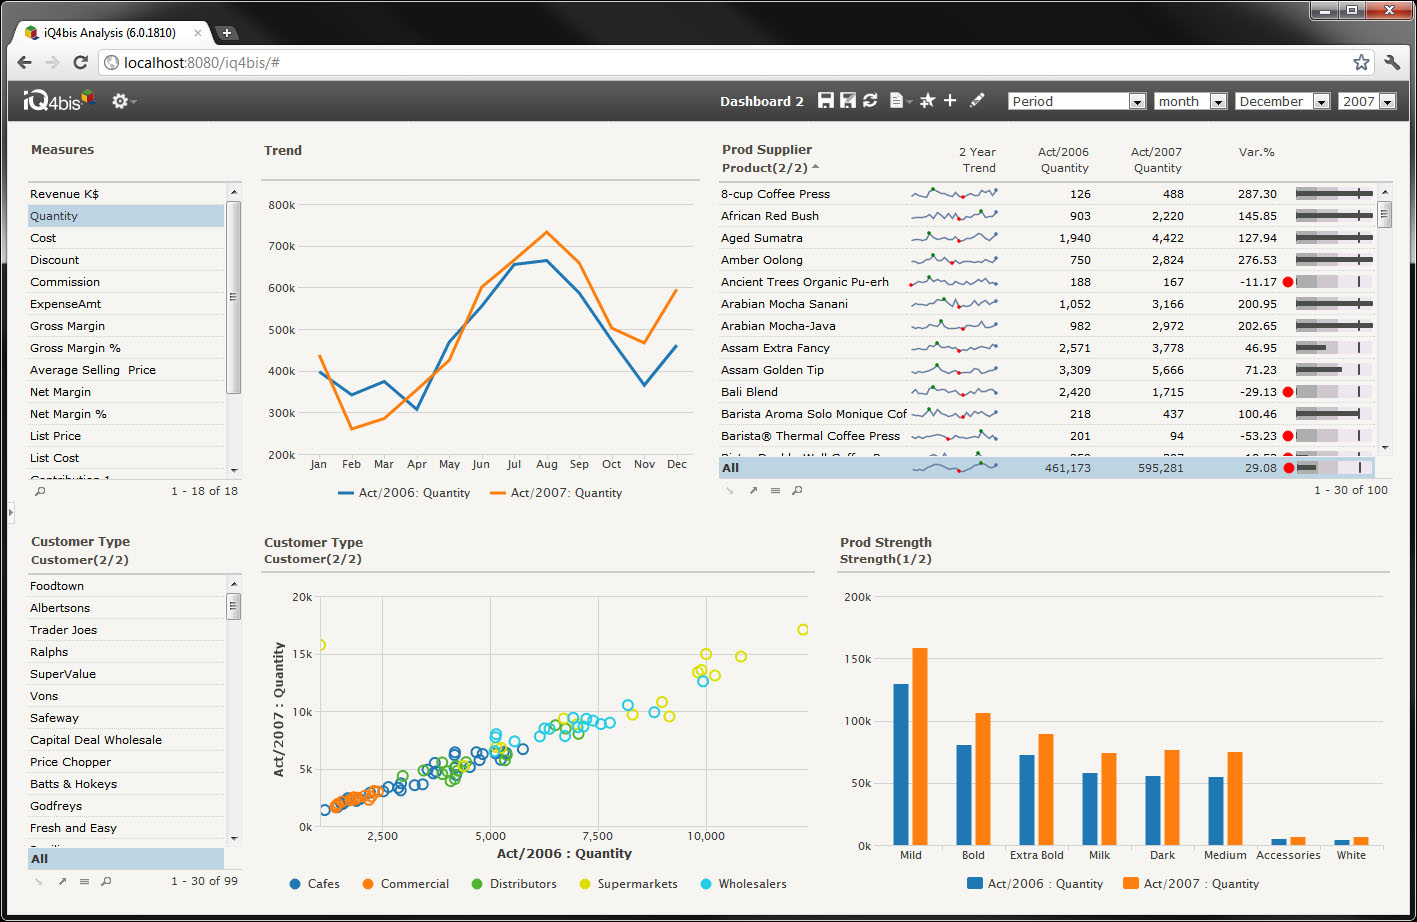 iQ4bis Analysis (6.0.1810)
localhost:8080/iq4bis/#
iQ4bis
Dashboard 2
Period
month
December
2007
Measures
Revenue K$
Quantity
Cost
Discount
Commission
ExpenseAmt
Gross Margin
Gross Margin %
Average Selling Price
Net Margin
Net Margin %
List Price
List Cost
Contribution 1
1 - 18 of 18
Trend
800k
700k
600k
500k
400k
300k
200k
Jan Feb Mar Apr May Jun Jul Aug Sep Oct Nov Dec
Act/2006: Quantity Act/2007: Quantity
Prod Supplier
Product(2/2)
2 Year Trend
Act/2006 Quantity
Act/2007 Quantity
Var.%
8-cup Coffee Press 126 488 287.30
African Red Bush 903 2,220 145.85
Aged Sumatra 1,940 4,422 127.94
Amber Oolong 750 2,824 276.53
Ancient Trees Organic Pu-erh 188 167 -11.17
Arabian Mocha Sanani 1,052 3,166 200.95
Arabian Mocha-Java 982 2,972 202.65
Assam Extra Fancy 2,571 3,778 46.95
Assam Golden Tip 3,309 5,666 71.23
Bali Blend 2,420 1,715 -29.13
Barista Aroma Solo Monique Cof 218 437 100.46
Barista® Thermal Coffee Press 201 94 -53.23
All 461,173 595,281 29.08
1 - 30 of 100
Customer Type
Customer(2/2)
Foodtown
Albertsons
Trader Joes
Ralphs
SuperValue
Vons
Safeway
Capital Deal Wholesale
Price Chopper
Batts & Hokeys
Godfreys
Fresh and Easy
All
1 - 30 of 99
Customer Type
Customer(2/2)
Act/2007 : Quantity
20k
15k
10k
5k
0k
2,500 5,000 7,500 10,000
Act/2006 : Quantity
Cafes Commercial Distributors Supermarkets Wholesalers
Prod Strength
Strength(1/2)
200k
150k
100k
50k
0k
Mild Bold Extra Bold Milk Dark Medium Accessories White
Act/2006 : Quantity Act/2007 : Quantity